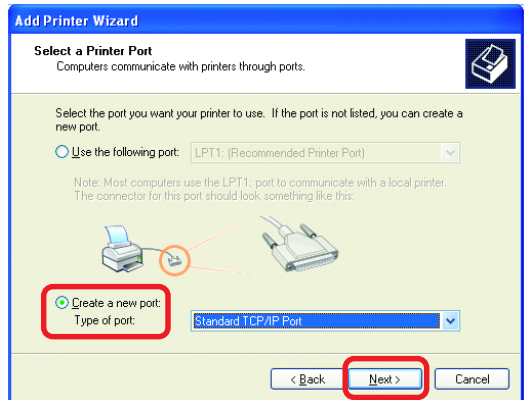 Add Printer Wizard
Select a Printer Port
Computers communicate with printers through ports.
Select the port you want your printer to use. If the port is not listed, you can create a
new port.
Use the following port: LPT1: (Recommended Printer Port)
Note: Most computers use the LPT1: port to communicate with a local printer.
The connector for this port should look something like this:
Create a new port:
Type of port: Standard TCP/IP Port
< Back Next > Cancel